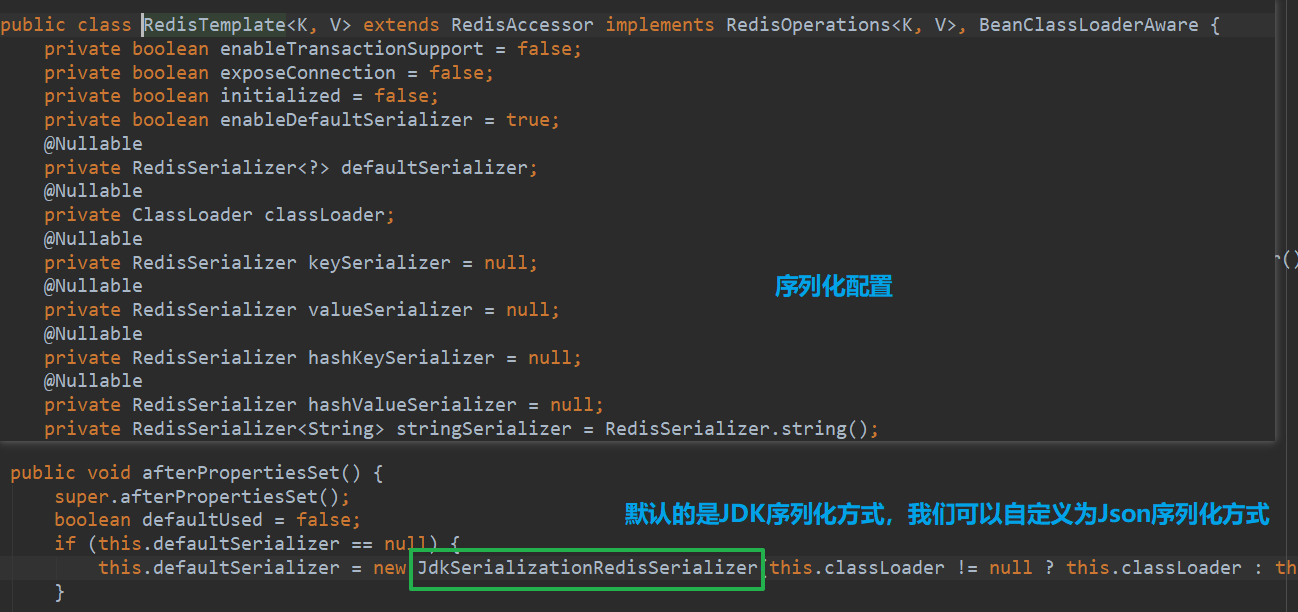 public class RedisTemplate<K, V> extends RedisAccessor implements RedisOperations<K, V>, BeanClassLoaderAware {
    private boolean enableTransactionSupport = false;
    private boolean exposeConnection = false;
    private boolean initialized = false;
    private boolean enableDefaultSerializer = true;
    @Nullable
    private RedisSerializer<?> defaultSerializer;
    @Nullable
    private ClassLoader classLoader;
    @Nullable
    private RedisSerializer keySerializer = null;
r()
    @Nullable
序列化配置
    private RedisSerializer valueSerializer = null;
    @Nullable
    private RedisSerializer hashKeySerializer = null;
    @Nullable
    private RedisSerializer hashValueSerializer = null;
    private RedisSerializer<String> stringSerializer = RedisSerializer.string();
public void afterPropertiesSet() {
    super.afterPropertiesSet();
    boolean defaultUsed = false;
默认的是JDK序列化方式，我们可以自定义为Json序列化方式
    if (this.defaultSerializer == null) {
        this.defaultSerializer = new JdkSerializationRedisSerializer(this.classLoader != null ? this.classLoader : th
    }